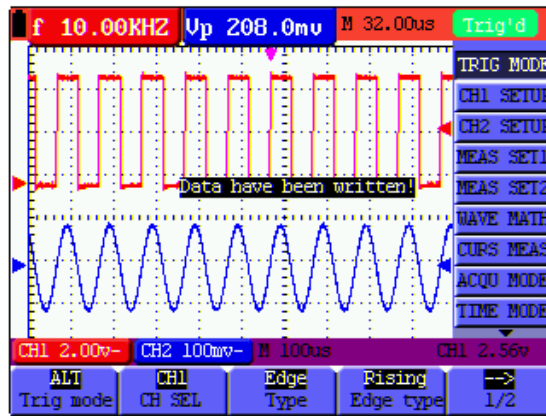 f 10.00KHZ Vp 208.0mv M 32.00us Trig'd
TRIG MODE
CH1 SETUP
CH2 SETUP
MEAS SET1
MEAS SET2
WAVE MATH
CURS MEAS
ACQU MODE
TIME MODE
Data have been written!
CH1 2.00v- CH2 100mv- M 100us CH1 2.56v
ALT CH1 Edge Rising -->
Trig mode CH SEL Type Edge type 1/2